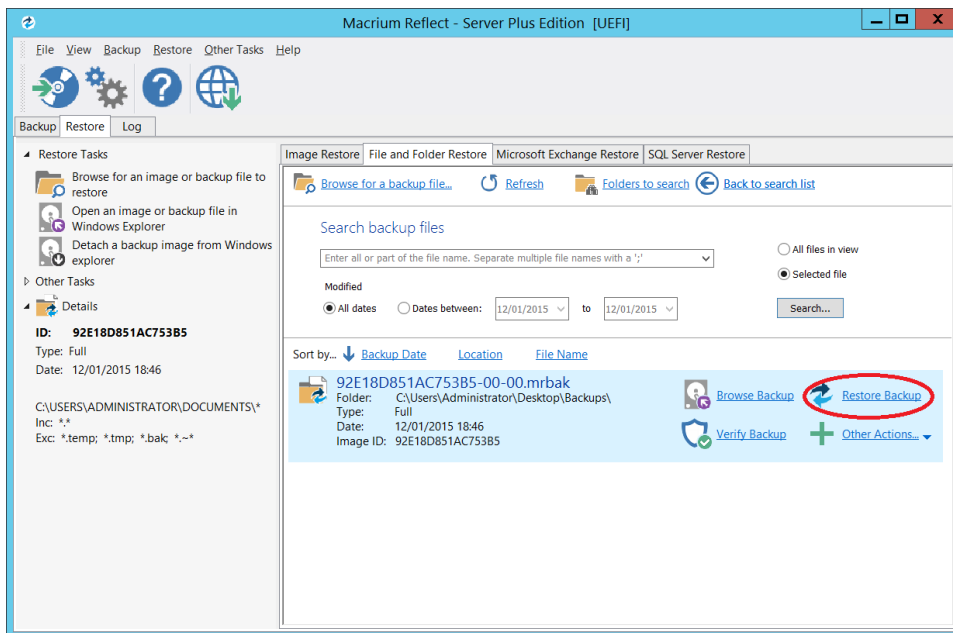 Macrium Reflect - Server Plus Edition [UEFI]
File View Backup Restore Other Tasks Help
Backup Restore Log
Restore Tasks
Browse for an image or backup file to
restore
Open an image or backup file in
Windows Explorer
Detach a backup image from Windows
explorer
Other Tasks
Details
ID: 92E18D851AC753B5
Type: Full
Date: 12/01/2015 18:46
C:\USERS\ADMINISTRATOR\DOCUMENTS\*
Inc: *.*
Exc: *.temp; *.tmp; *.bak; *.~*
Image Restore File and Folder Restore Microsoft Exchange Restore SQL Server Restore
Browse for a backup file... Refresh Folders to search Back to search list
Search backup files
Enter all or part of the file name. Separate multiple file names with a ';'
All files in view
Selected file
Modified
All dates Dates between: 12/01/2015 to 12/01/2015
Search...
Sort by... Backup Date Location File Name
92E18D851AC753B5-00-00.mrbak
Folder: C:\Users\Administrator\Desktop\Backups\
Type: Full
Date: 12/01/2015 18:46
Image ID: 92E18D851AC753B5
Browse Backup Restore Backup
Verify Backup Other Actions...